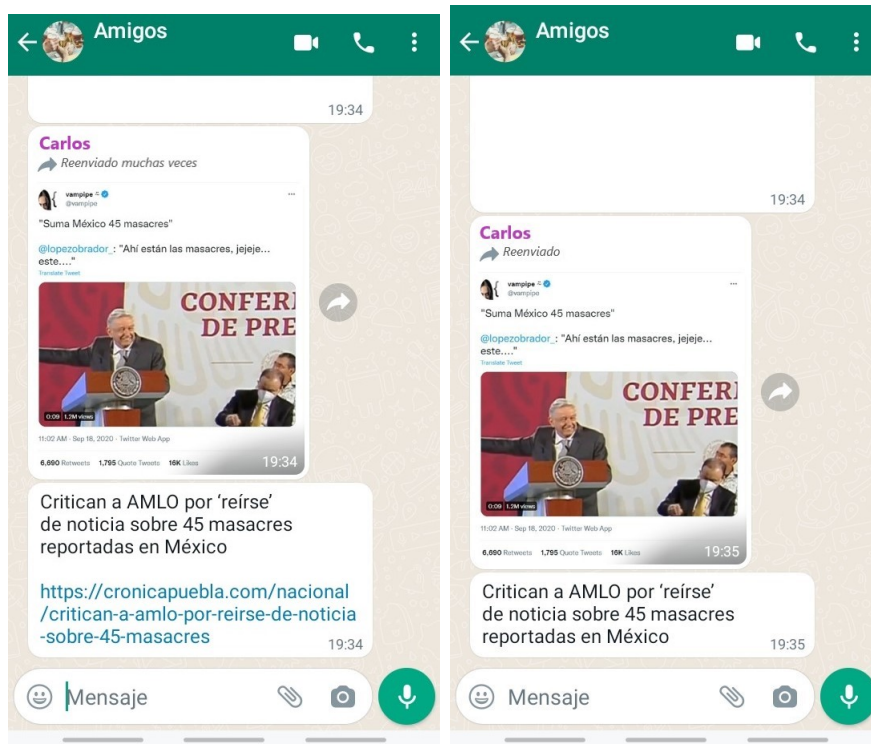 Amigos
19:34
Carlos
Reenviado muchas veces
vampipe
@vampipe
"Suma México 45 masacres"
@lopezobrador_: "Ahí están las masacres, jejeje...
este...."
Translate Tweet
CONFERE
DE PRE
0:09 1.2M views
11:02 AM · Sep 18, 2020 · Twitter Web App
6,690 Retweets 1,795 Quote Tweets 16K Likes
19:34
Critican a AMLO por ‘reírse’
de noticia sobre 45 masacres
reportadas en México
https://cronicapuebla.com/nacional
/critican-a-amlo-por-reirse-de-noticia
-sobre-45-masacres
19:34
Mensaje
Amigos
19:34
Carlos
Reenviado
vampipe
@vampipe
"Suma México 45 masacres"
@lopezobrador_: "Ahí están las masacres, jejeje...
este...."
Translate Tweet
CONFERE
DE PRE
0:09 1.2M views
11:02 AM · Sep 18, 2020 · Twitter Web App
6,690 Retweets 1,795 Quote Tweets 16K Likes
19:35
Critican a AMLO por ‘reírse’
de noticia sobre 45 masacres
reportadas en México
19:35
Mensaje